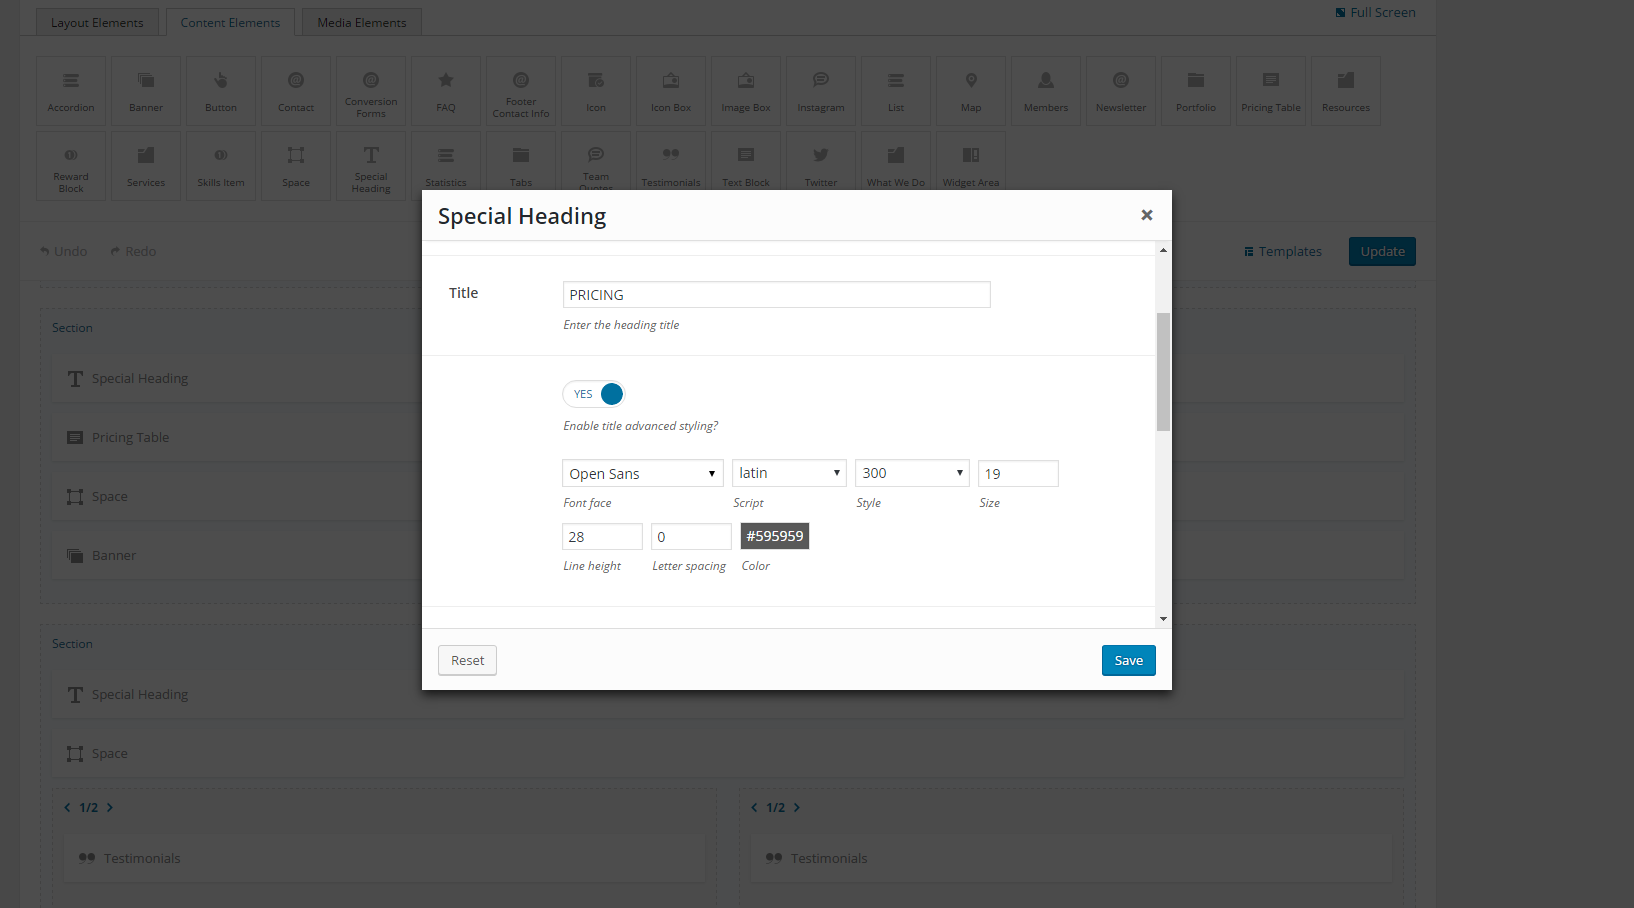 Layout Elements Content Elements Media Elements Full Screen
Accordion Banner Button Contact Conversion Forms FAQ Footer Contact Info Icon Icon Box Image Box Instagram List Map Members Newsletter Portfolio Pricing Table Resources
Reward Block Services Skills Item Space Special Heading Statistics Tabs Team Quotes Testimonials Text Block Twitter What We Do Widget Area
Special Heading ×
Undo Redo Templates Update
Title PRICING
Enter the heading title
Section
Special Heading
YES
Enable title advanced styling?
Pricing Table
Open Sans latin 300 19
Font face Script Style Size
Space
28 0 #595959
Line height Letter spacing Color
Banner
Section
Reset Save
Special Heading
Space
1/2 1/2
Testimonials Testimonials